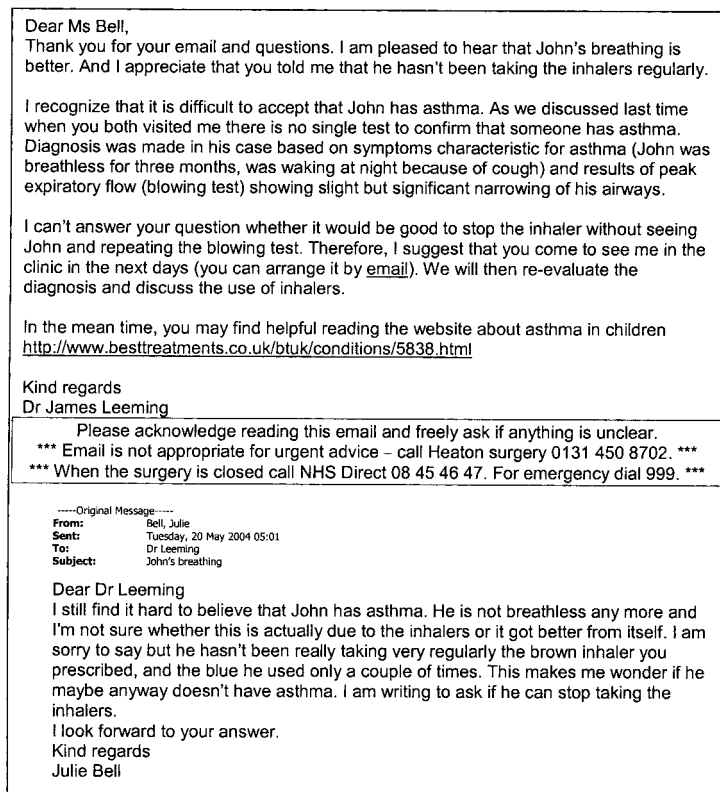 Dear Ms Bell,
Thank you for your email and questions. I am pleased to hear that John's breathing is
better. And I appreciate that you told me that he hasn't been taking the inhalers regularly.
I recognize that it is difficult to accept that John has asthma. As we discussed last time
when you both visited me there is no single test to confirm that someone has asthma.
Diagnosis was made in his case based on symptoms characteristic for asthma (John was
breathless for three months, was waking at night because of cough) and results of peak
expiratory flow (blowing test) showing slight but significant narrowing of his airways.
I can't answer your question whether it would be good to stop the inhaler without seeing
John and repeating the blowing test. Therefore, I suggest that you come to see me in the
clinic in the next days (you can arrange it by email). We will then re-evaluate the
diagnosis and discuss the use of inhalers.
In the mean time, you may find helpful reading the website about asthma in children
http://www.besttreatments.co.uk/btuk/conditions/5838.html
Kind regards
Dr James Leeming
Please acknowledge reading this email and freely ask if anything is unclear.
*** Email is not appropriate for urgent advice – call Heaton surgery 0131 450 8702. ***
*** When the surgery is closed call NHS Direct 08 45 46 47. For emergency dial 999. ***
-----Original Message-----
From: Bell, Julie
Sent: Tuesday, 20 May 2004 05:01
To: Dr Leeming
Subject: John's breathing
Dear Dr Leeming
I still find it hard to believe that John has asthma. He is not breathless any more and
I'm not sure whether this is actually due to the inhalers or it got better from itself. I am
sorry to say but he hasn't been really taking very regularly the brown inhaler you
prescribed, and the blue he used only a couple of times. This makes me wonder if he
maybe anyway doesn't have asthma. I am writing to ask if he can stop taking the
inhalers.
I look forward to your answer.
Kind regards
Julie Bell